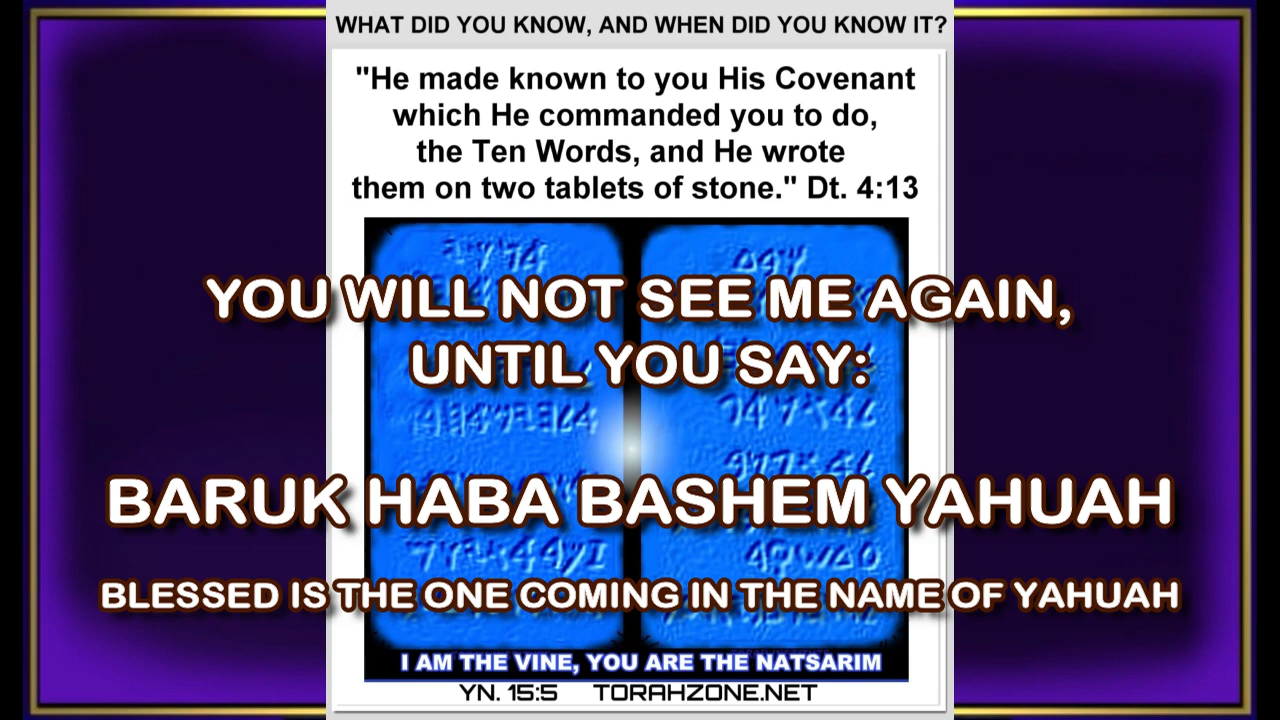 WHAT DID YOU KNOW, AND WHEN DID YOU KNOW IT?
"He made known to you His Covenant
which He commanded you to do,
the Ten Words, and He wrote
them on two tablets of stone." Dt. 4:13
YOU WILL NOT SEE ME AGAIN,
UNTIL YOU SAY:
BARUK HABA BASHEM YAHUAH
BLESSED IS THE ONE COMING IN THE NAME OF YAHUAH
I AM THE VINE, YOU ARE THE NATSARIM
YN. 15:5 TORAHZONE.NET